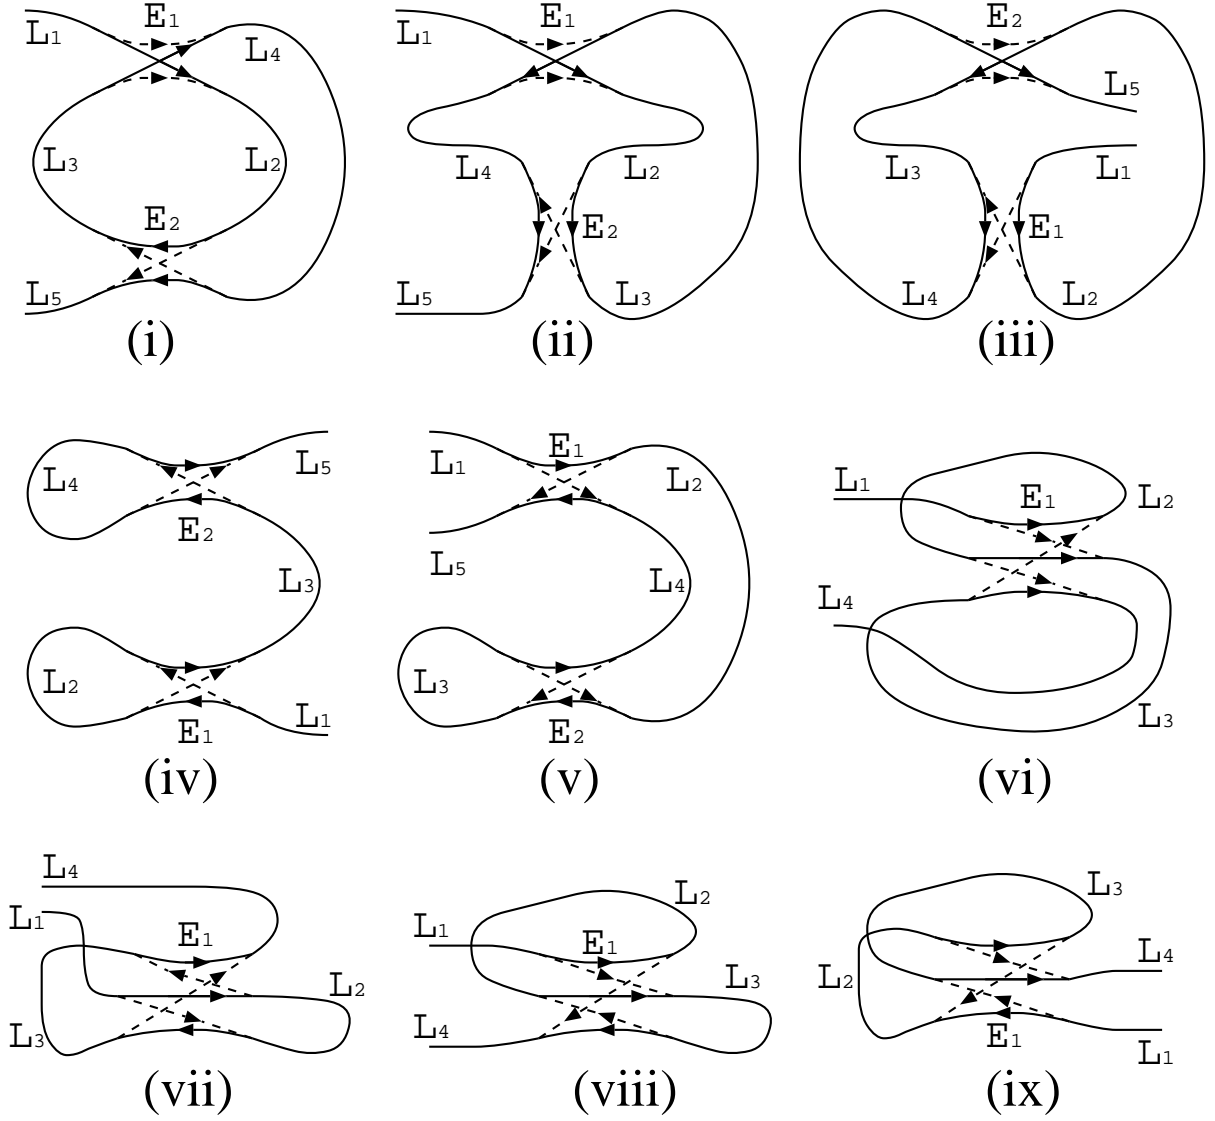 L1 E1 L4
L3 L2
E2
L5
(i)
L1 E1
L4 L2
E2
L5 L3
(ii)
E2
L5
L3 L1
E1
L4 L2
(iii)
L4 L5
E2
L3
L2
L1
E1
(iv)
E1
L1 L2
L5 L4
L3
E2
(v)
L1 E1 L2
L4
L3
(vi)
L4
L1 E1
L2
L3
(vii)
L2
L1 E1
L3
L4
(viii)
L3
L4
L2
E1
L1
(ix)